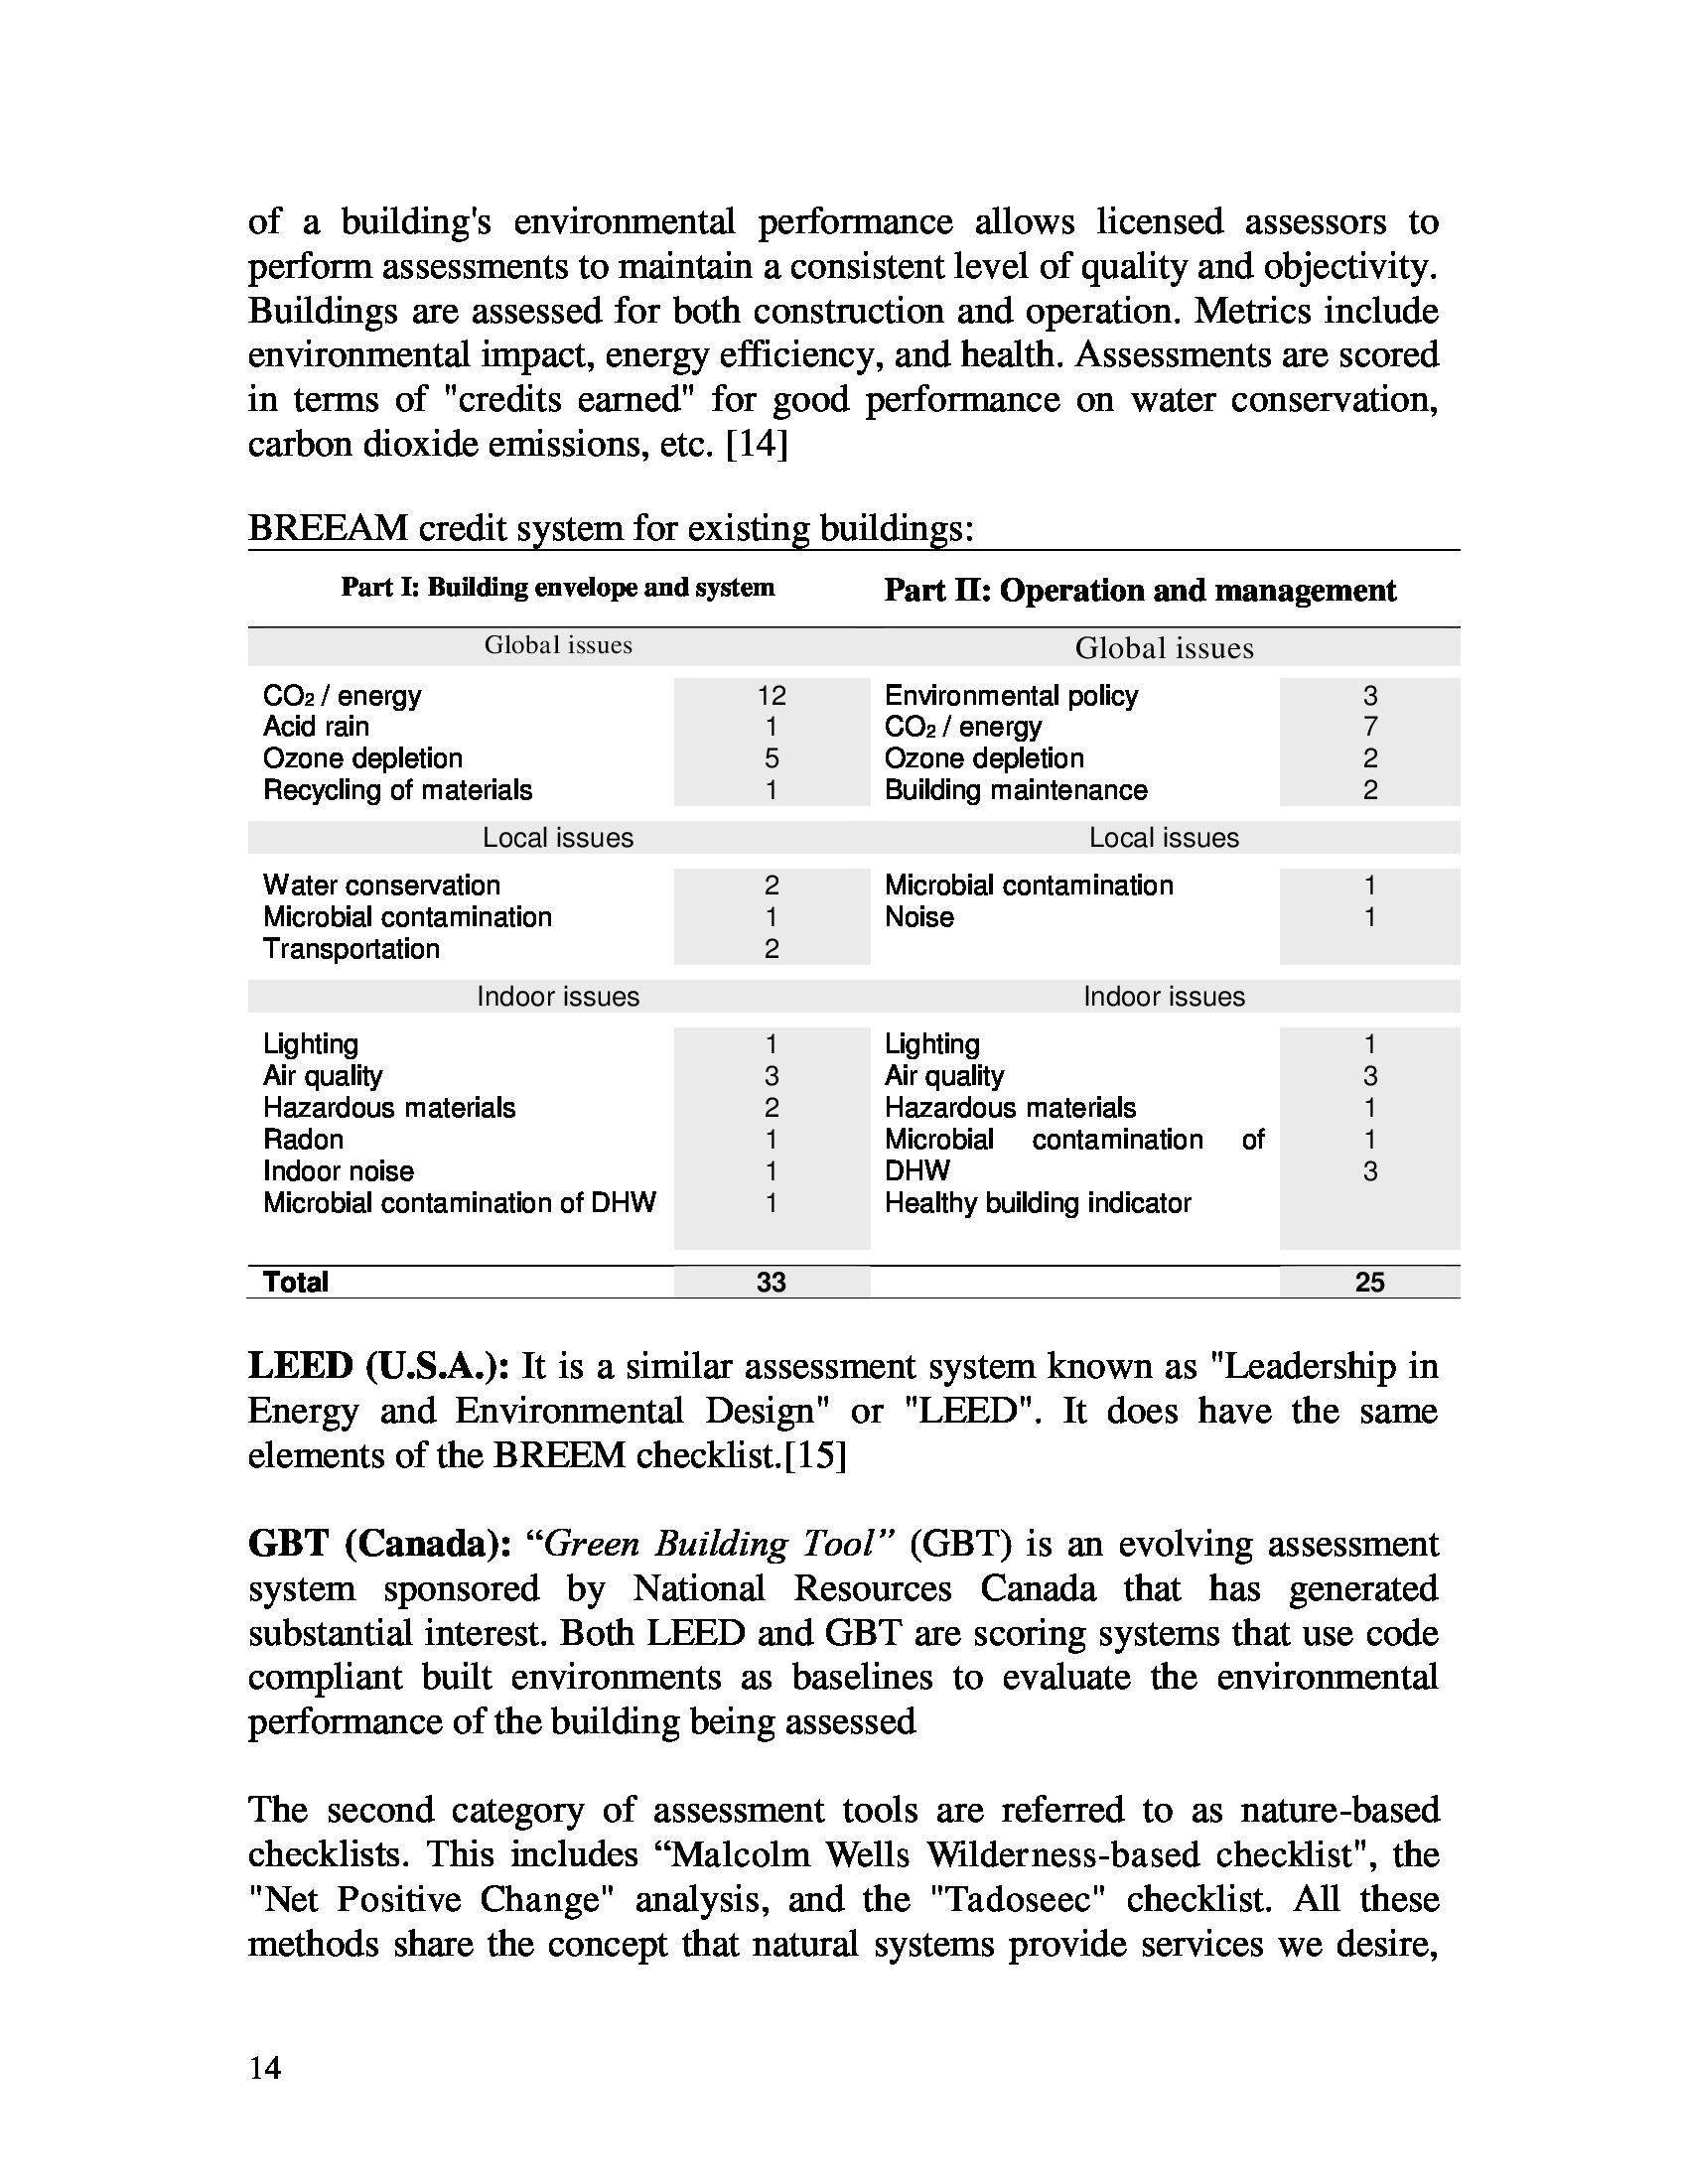 of a building's environmental performance allows licensed assessors to
perform assessments to maintain a consistent level of quality and objectivity.
Buildings are assessed for both construction and operation. Metrics include
environmental impact, energy efficiency, and health. Assessments are scored
in terms of "credits earned" for good performance on water conservation,
carbon dioxide emissions, etc. [14]
BREEAM credit system for existing buildings:
Part I: Building envelope and system Part II: Operation and management
Global issues Global issues
CO₂ / energy 12 Environmental policy 3
Acid rain 1 CO₂ / energy 7
Ozone depletion 5 Ozone depletion 2
Recycling of materials 1 Building maintenance 2
Local issues Local issues
Water conservation 2 Microbial contamination 1
Microbial contamination 1 Noise 1
Transportation 2
Indoor issues Indoor issues
Lighting 1 Lighting 1
Air quality 3 Air quality 3
Hazardous materials 2 Hazardous materials 1
Radon 1 Microbial contamination of 1
Indoor noise 1 DHW 3
Microbial contamination of DHW 1 Healthy building indicator
Total 33 25
LEED (U.S.A.): It is a similar assessment system known as "Leadership in
Energy and Environmental Design" or "LEED". It does have the same
elements of the BREEM checklist.[15]
GBT (Canada): “Green Building Tool” (GBT) is an evolving assessment
system sponsored by National Resources Canada that has generated
substantial interest. Both LEED and GBT are scoring systems that use code
compliant built environments as baselines to evaluate the environmental
performance of the building being assessed
The second category of assessment tools are referred to as nature-based
checklists. This includes “Malcolm Wells Wilderness-based checklist", the
"Net Positive Change" analysis, and the "Tadoseec" checklist. All these
methods share the concept that natural systems provide services we desire,
14